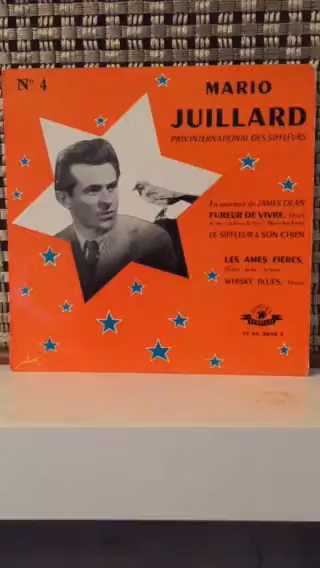 N° 4
MARIO
JUILLARD
PRIX INTERNATIONAL DES SIFFLEURS
En souvenir de JAMES DEAN
FUREUR DE VIVRE,
LE SIFFLEUR & SON CHIEN
LES AMES FIÈRES,
WHISKY BLUES,